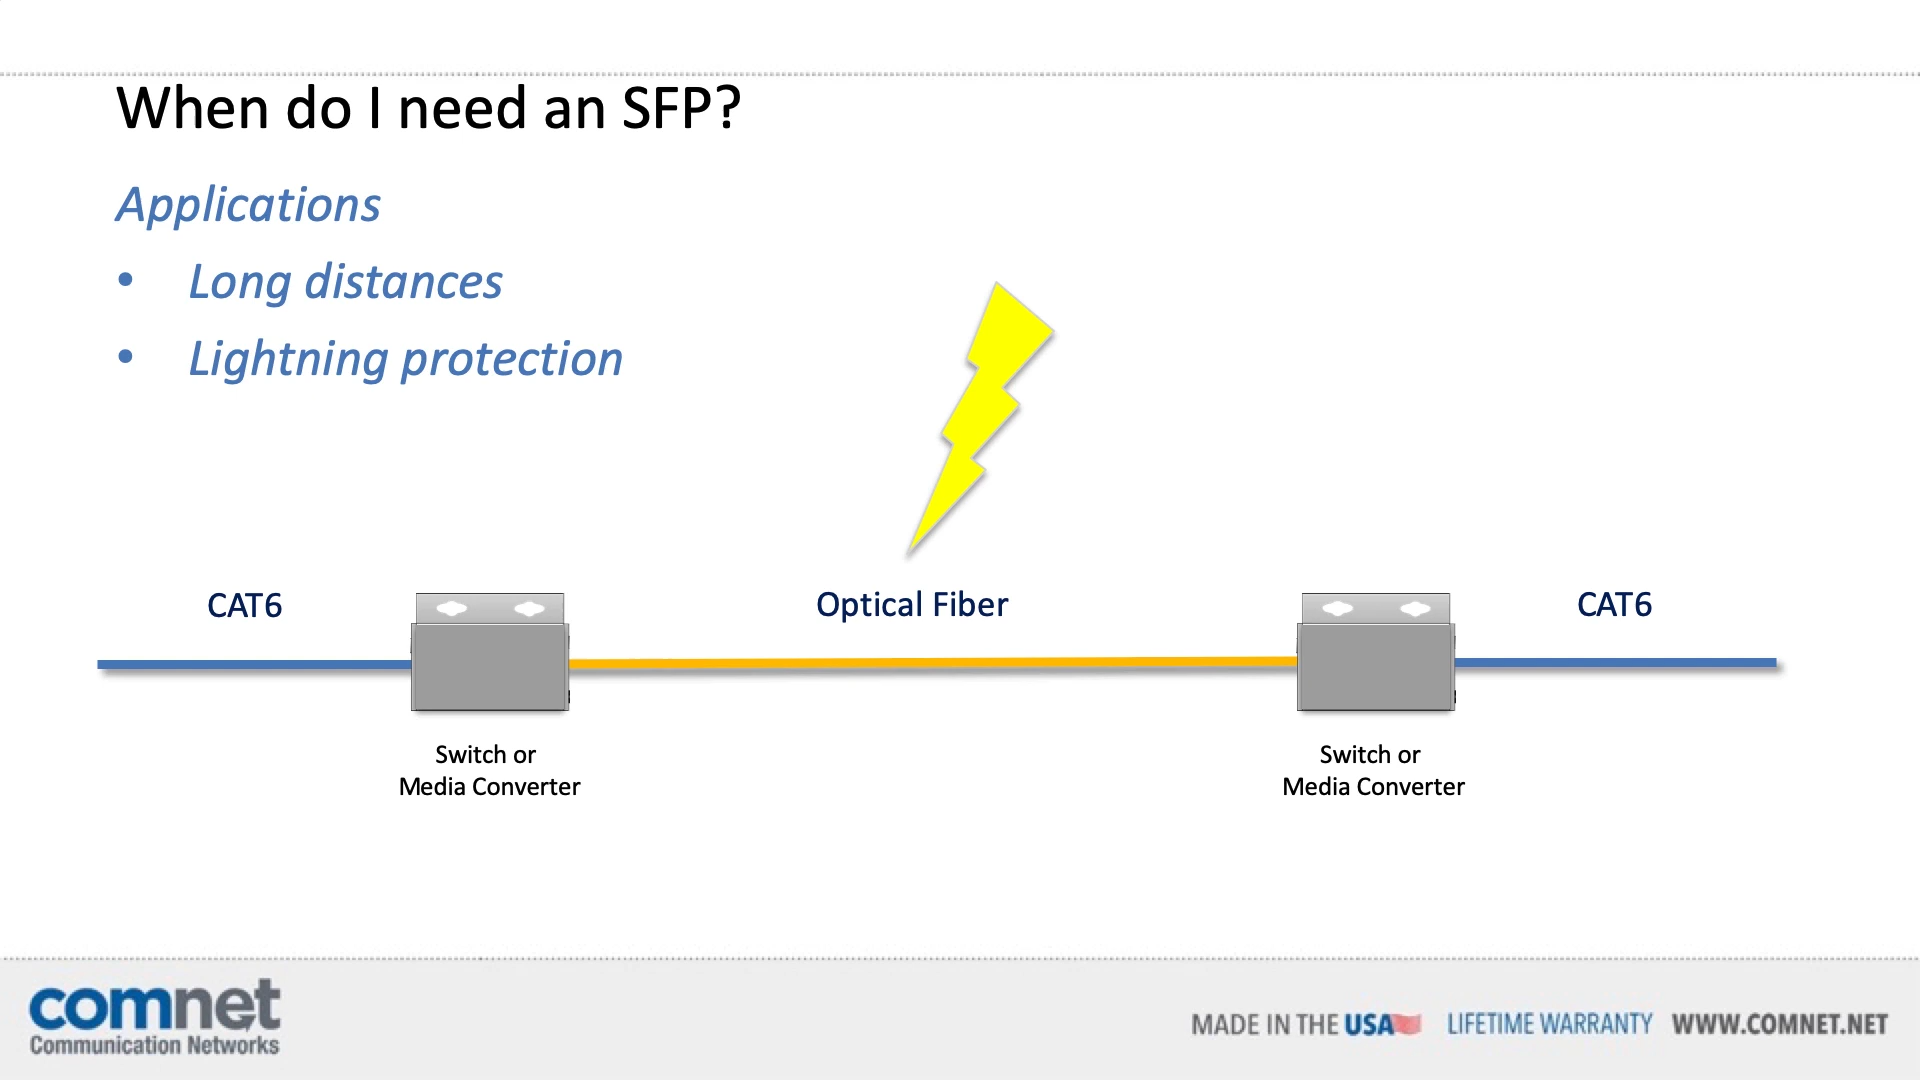 When do I need an SFP?
Applications
• Long distances
• Lightning protection
CAT6
Optical Fiber
CAT6
Switch or
Media Converter
Switch or
Media Converter
comnet
Communication Networks
MADE IN THE USA
LIFETIME WARRANTY
WWW.COMNET.NET